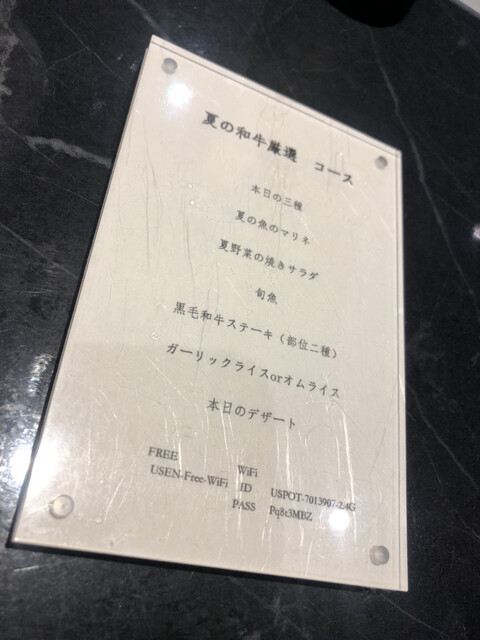 夏の和牛厳選 コース
本日の三種
夏の魚のマリネ
夏野菜の焼きサラダ
旬魚
黒毛和牛ステーキ（部位二種）
ガーリックライスorオムライス
本日のデザート
FREE WiFi
USEN-Free-WiFi ID USPOT-7013907-2.4G
PASS Pq8t3MBZ